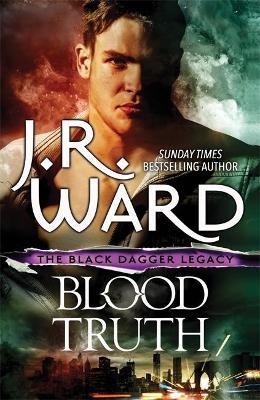 J.R.
SUNDAY TIMES
BESTSELLING AUTHOR
WARD
THE BLACK DAGGER LEGACY
BLOOD
TRUTH